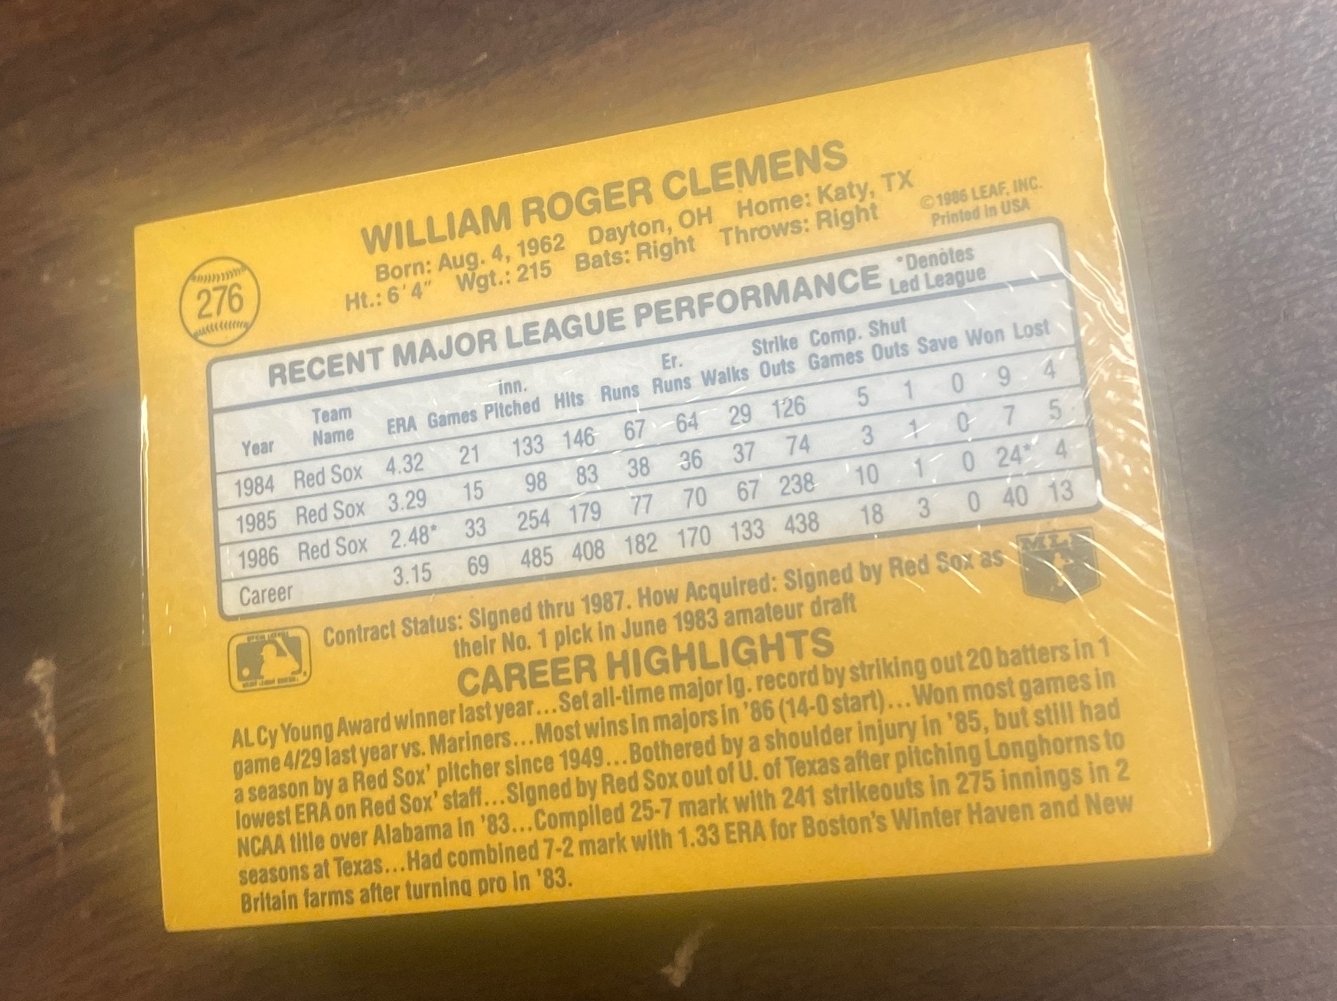 WILLIAM ROGER CLEMENS
Born: Aug. 4, 1962 Dayton, OH Home: Katy, TX
Ht.: 6'4" Wgt.: 215 Bats: Right Throws: Right
©1986 LEAF, INC.
Printed in USA
276
RECENT MAJOR LEAGUE PERFORMANCE *Denotes Led League
Year Team Name ERA Games Inn. Pitched Hits Runs Er. Runs Walks Strike Outs Comp. Games Shut Outs Save Won Lost
1984 Red Sox 4.32 21 133 146 67 64 29 126 5 1 0 9 4
1985 Red Sox 3.29 15 98 83 38 36 37 74 3 1 0 7 5
1986 Red Sox 2.48* 33 254 179 77 70 67 238 10 1 0 24* 4
Career 3.15 69 485 408 182 170 133 438 18 3 0 40 13
Contract Status: Signed thru 1987. How Acquired: Signed by Red Sox as
their No. 1 pick in June 1983 amateur draft
CAREER HIGHLIGHTS
AL Cy Young Award winner last year...Set all-time major lg. record by striking out 20 batters in 1
game 4/29 last year vs. Mariners...Most wins in majors in '86 (14-0 start)...Won most games in
a season by a Red Sox' pitcher since 1949...Bothered by a shoulder injury in '85, but still had
lowest ERA on Red Sox' staff...Signed by Red Sox out of U. of Texas after pitching Longhorns to
NCAA title over Alabama in '83...Compiled 25-7 mark with 241 strikeouts in 275 innings in 2
seasons at Texas...Had combined 7-2 mark with 1.33 ERA for Boston's Winter Haven and New
Britain farms after turning pro in '83.